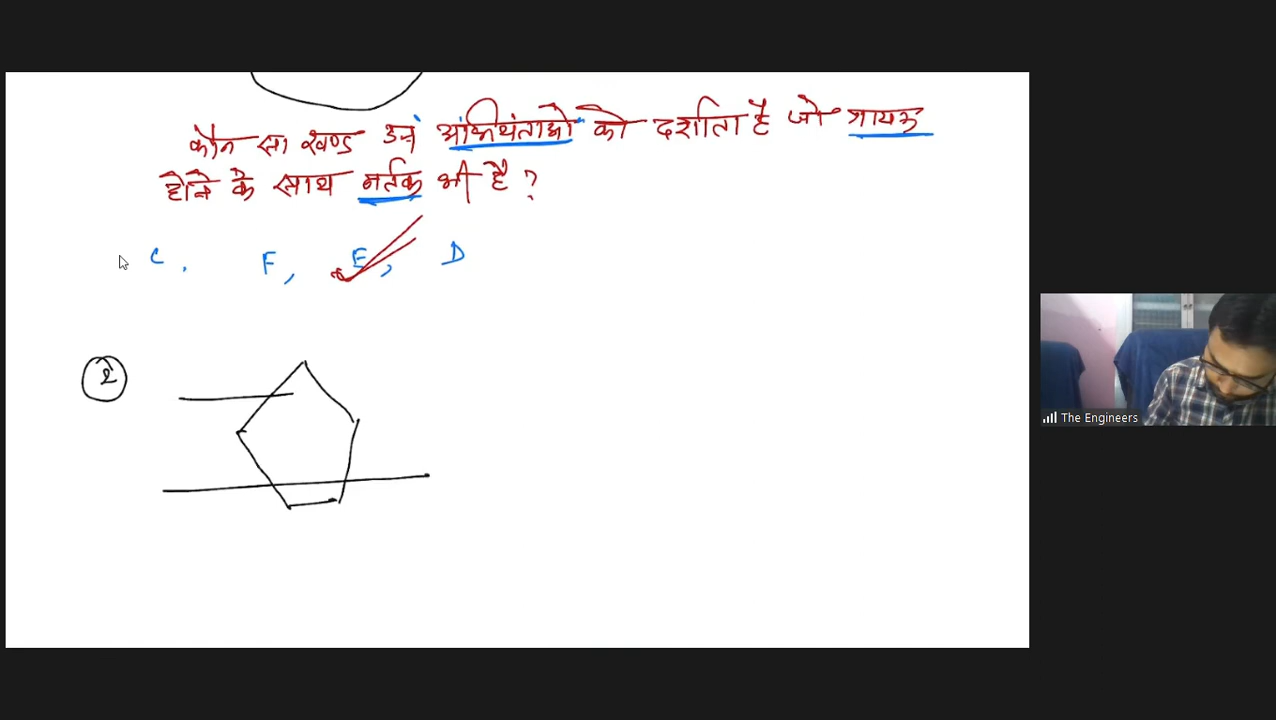 कौन सा खण्ड उन अभियंताओं को दर्शाता है जो गायक
होने के साथ नर्तक भी है ?
C, F, E, D
2
The Engineers